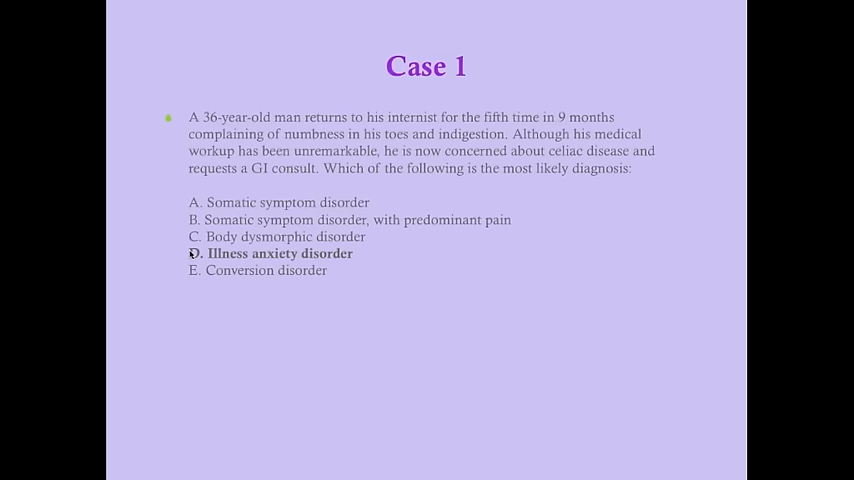 Case 1
A 36-year-old man returns to his internist for the fifth time in 9 months
complaining of numbness in his toes and indigestion. Although his medical
workup has been unremarkable, he is now concerned about celiac disease and
requests a GI consult. Which of the following is the most likely diagnosis:
A. Somatic symptom disorder
B. Somatic symptom disorder, with predominant pain
C. Body dysmorphic disorder
D. Illness anxiety disorder
E. Conversion disorder